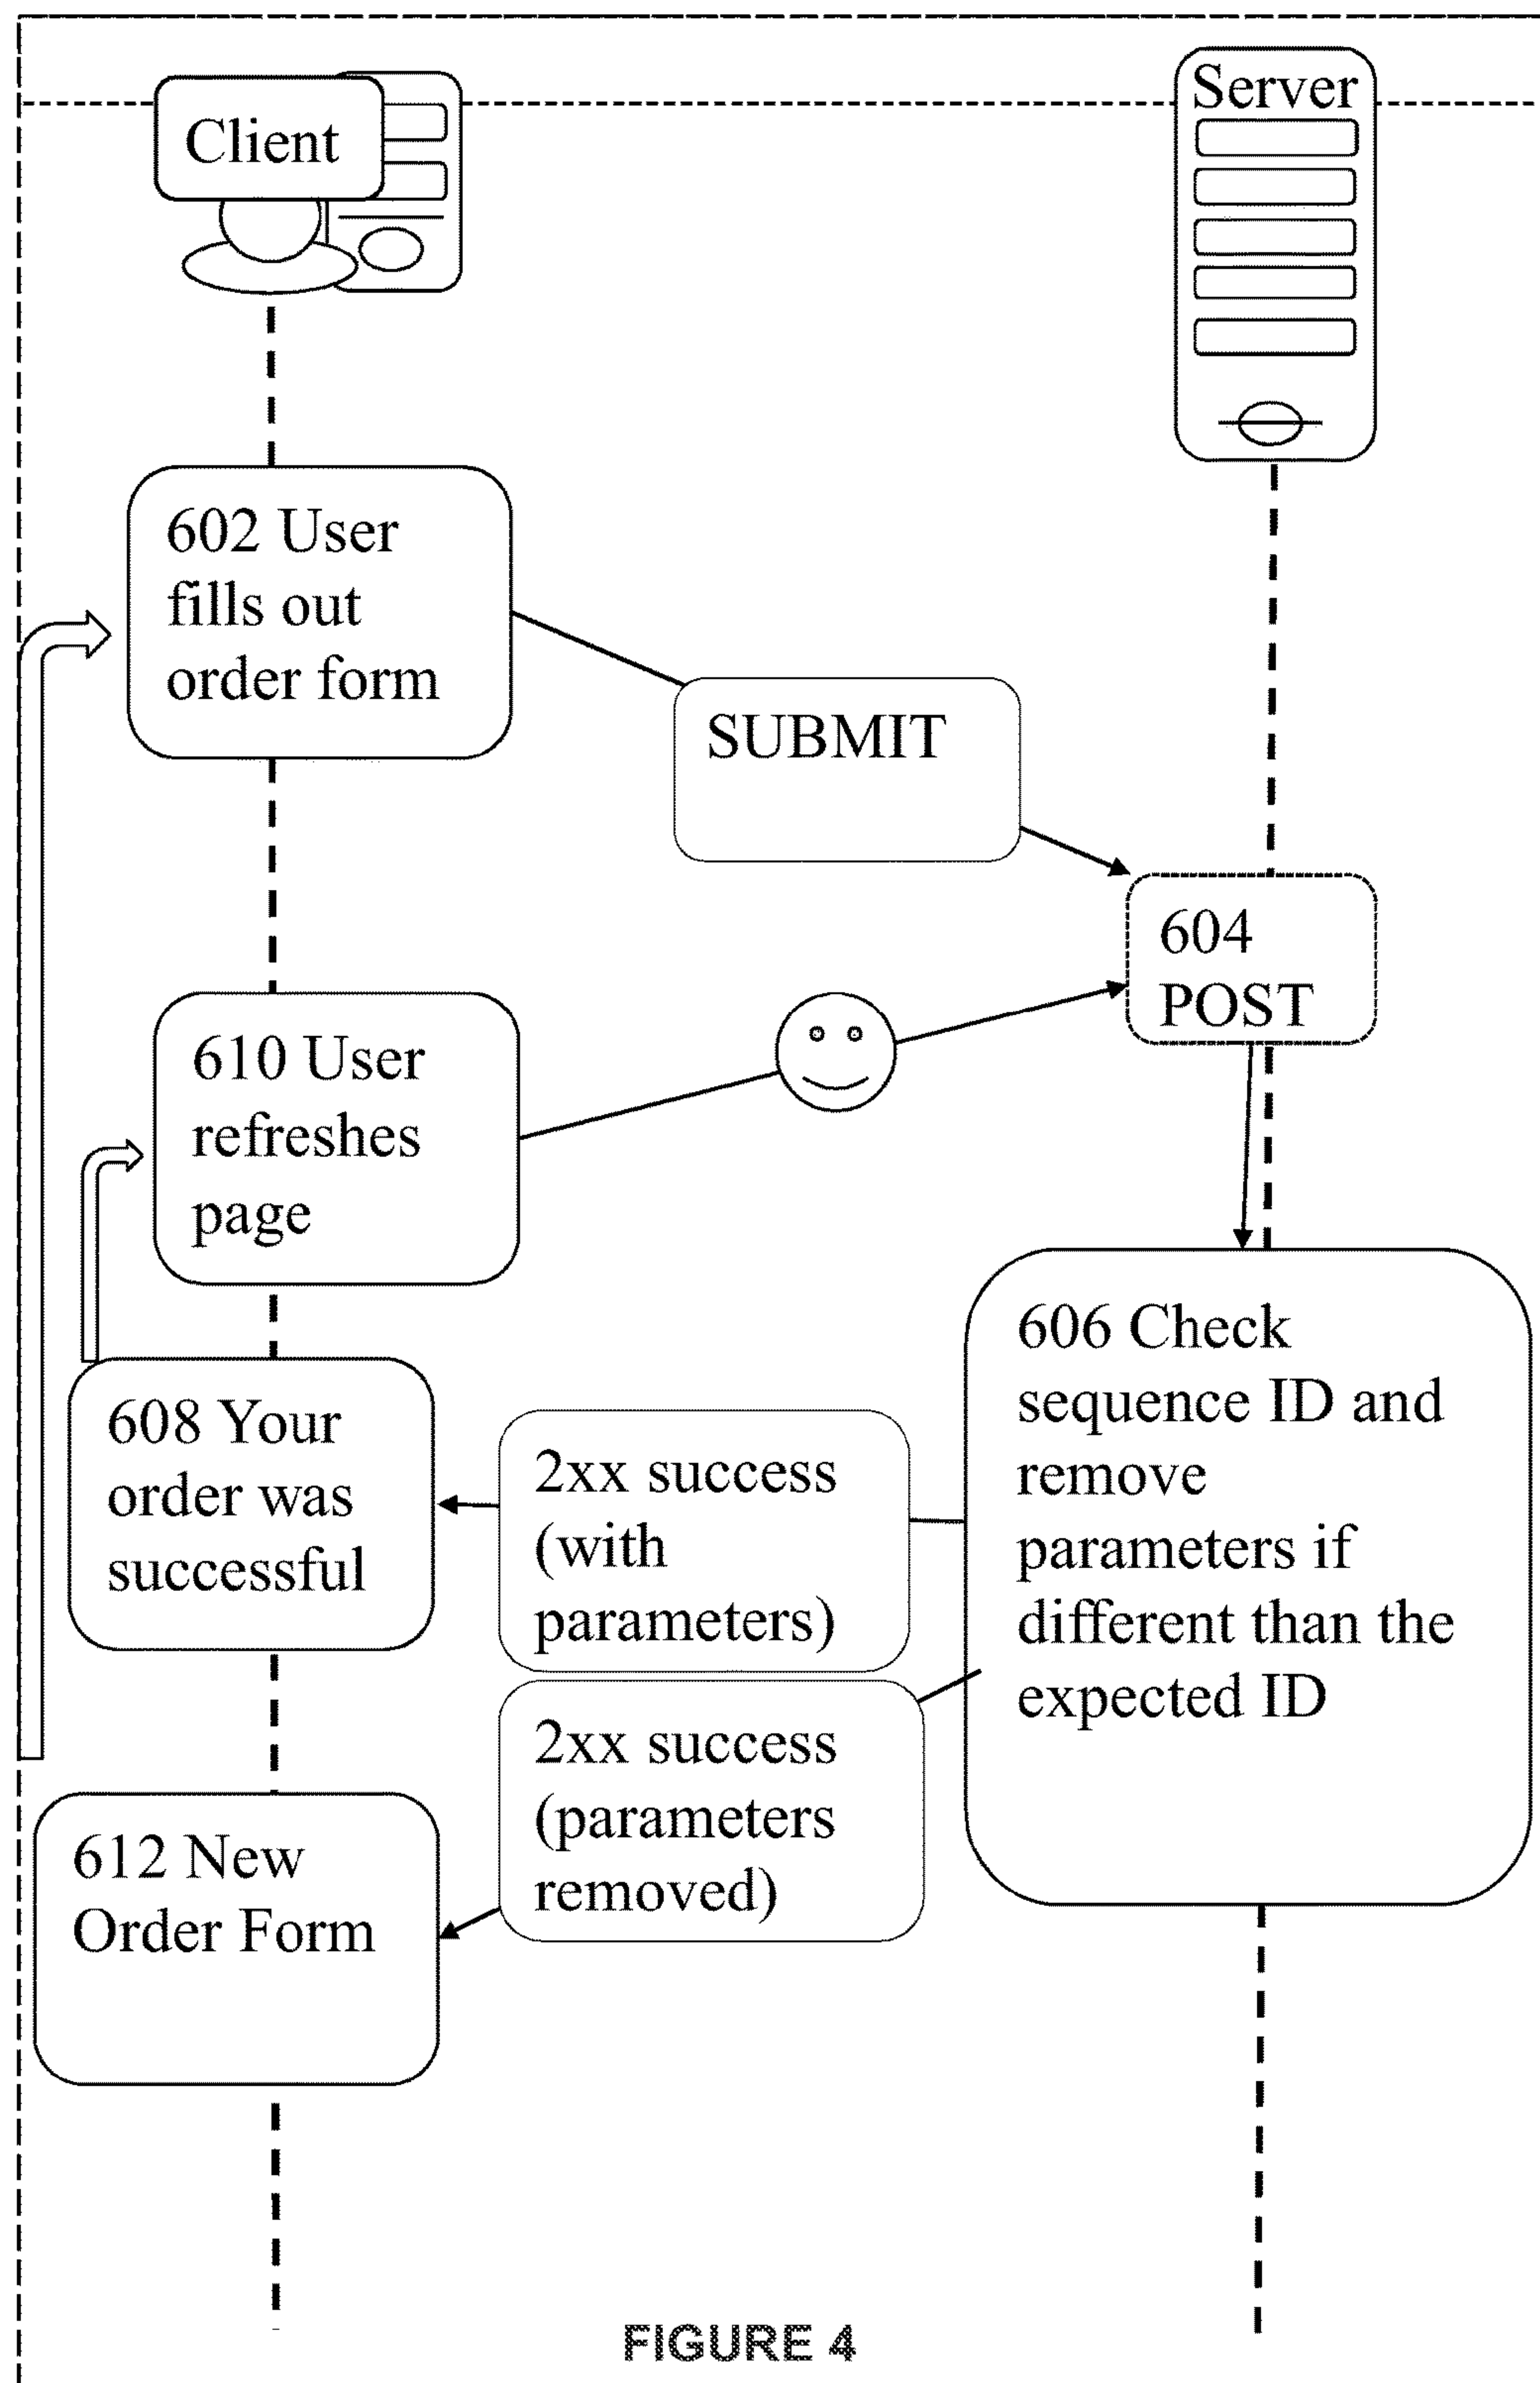 Client
Server
602 User
fills out
order form
SUBMIT
604
POST
610 User
refreshes
page
606 Check
sequence ID and
remove
parameters if
different than the
expected ID
608 Your
order was
successful
2xx success
(with
parameters)
2xx success
(parameters
removed)
612 New
Order Form
FIGURE 4